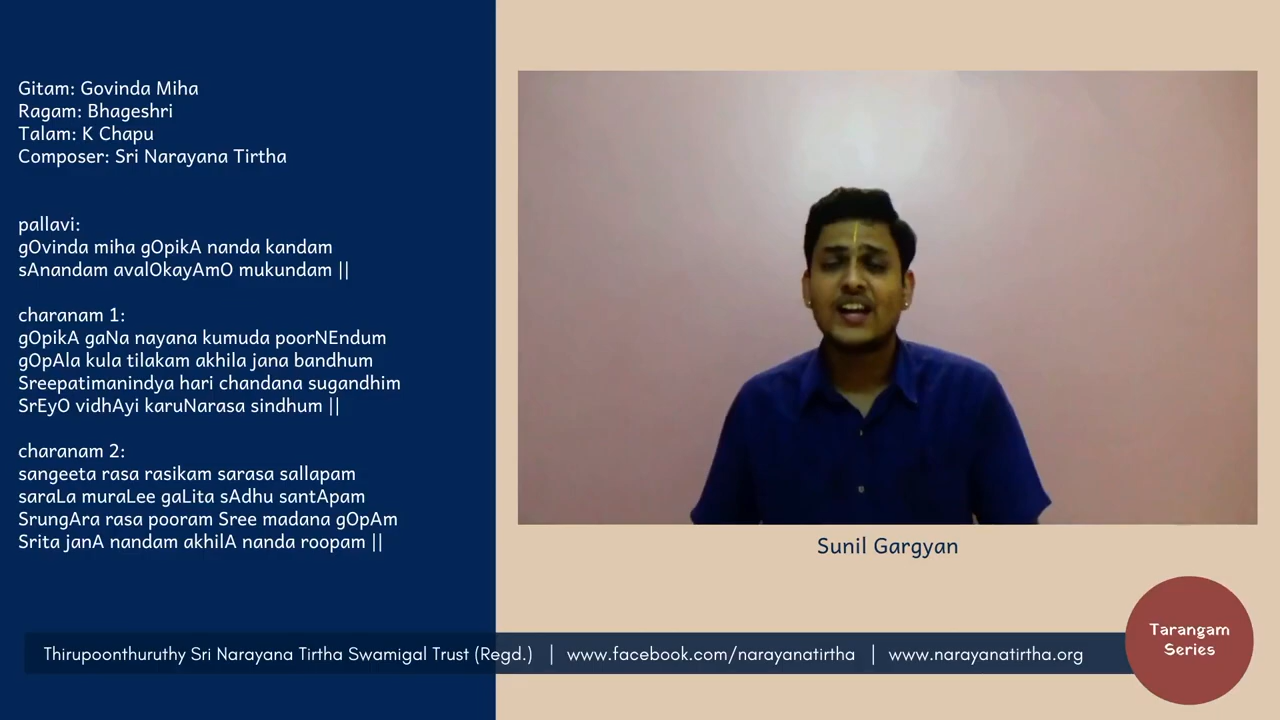 Gitam: Govinda Miha
Ragam: Bhageshri
Talam: K Chapu
Composer: Sri Narayana Tirtha
pallavi:
gOvinda miha gOpikA nanda kandam
sAnandam avalOkayAmO mukundam ||
charanam 1:
gOpikA gaNa nayana kumuda poorNEndum
gOpAla kula tilakam akhila jana bandhum
Sreepatimanindya hari chandana sugandhim
SrEyO vidhAyi karuNarasa sindhum ||
charanam 2:
sangeeta rasa rasikam sarasa sallapam
saraLa muraLee gaLita sAdhu santApam
SrungAra rasa pooram Sree madana gOpAm
Srita janA nandam akhilA nanda roopam ||
Sunil Gargyan
Thirupoonthuruthy Sri Narayana Tirtha Swamigal Trust (Regd.) | www.facebook.com/narayanatirtha | www.narayanatirtha.org
Tarangam
Series